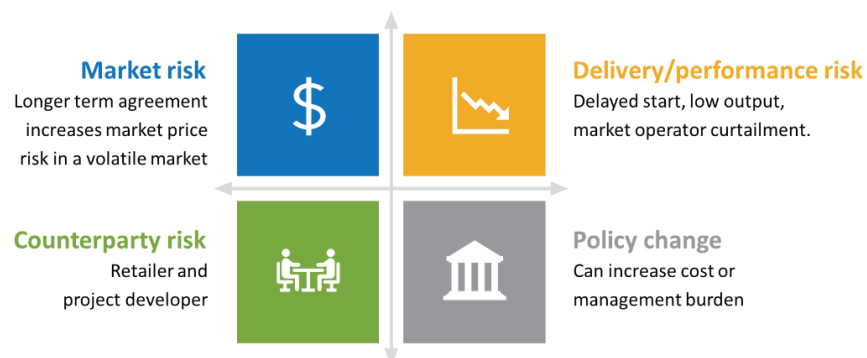 Market risk
Longer term agreement
increases market price
risk in a volatile market
$
Delivery/performance risk
Delayed start, low output,
market operator curtailment.
Counterparty risk
Retailer and
project developer
Policy change
Can increase cost or
management burden